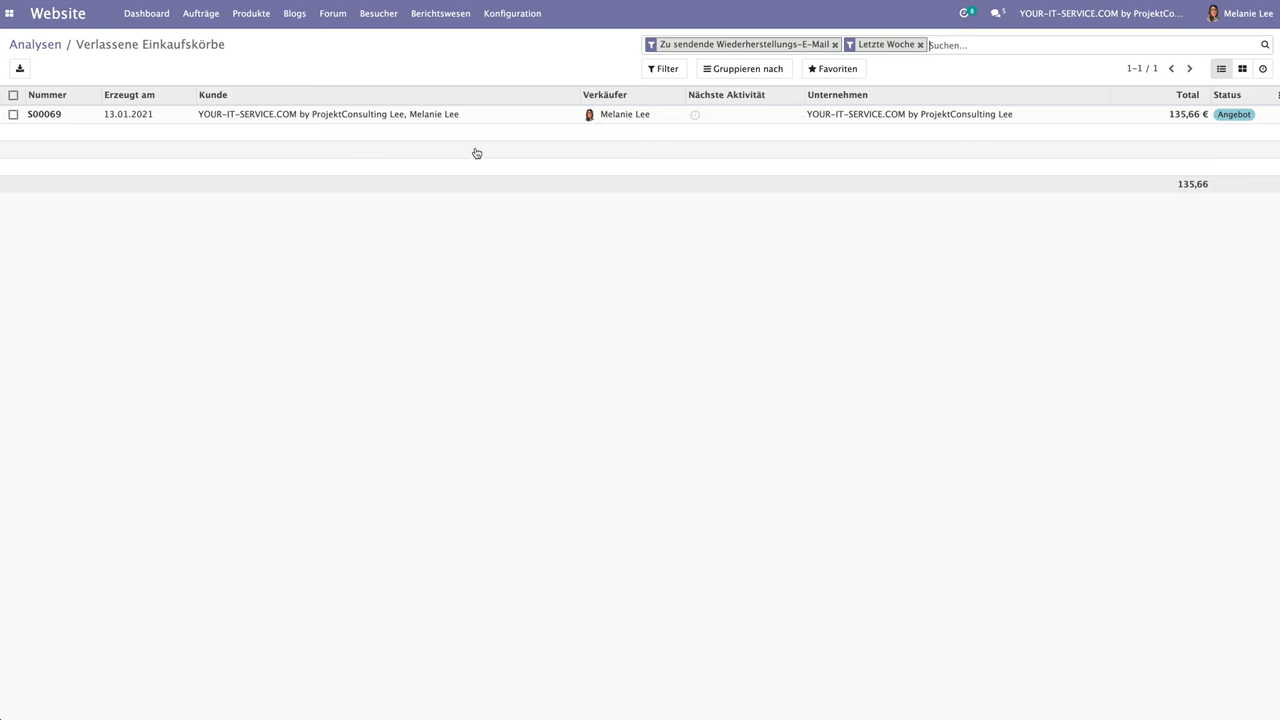 Website Dashboard Aufträge Produkte Blogs Forum Besucher Berichtswesen Konfiguration 8 5 YOUR-IT-SERVICE.COM by ProjektCo... Melanie Lee
Analysen / Verlassene Einkaufskörbe Zu sendende Wiederherstellungs-E-Mail Letzte Woche Suchen...
Filter Gruppieren nach Favoriten 1-1 / 1
Nummer Erzeugt am Kunde Verkäufer Nächste Aktivität Unternehmen Total Status
S00069 13.01.2021 YOUR-IT-SERVICE.COM by ProjektConsulting Lee, Melanie Lee Melanie Lee YOUR-IT-SERVICE.COM by ProjektConsulting Lee 135,66 € Angebot
135,66